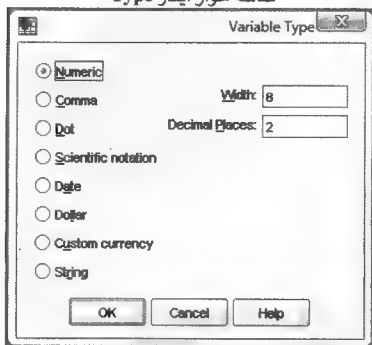 Variable Type
Numeric
Comma
Dot
Scientific notation
Date
Dollar
Custom currency
String
Width: 8
Decimal Places: 2
OK
Cancel
Help